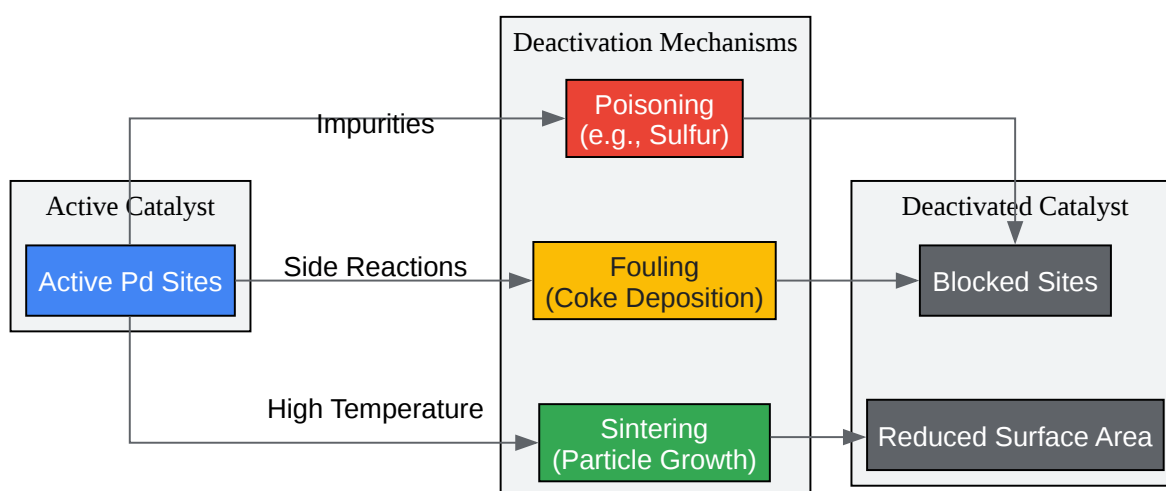 Deactivation Mechanisms
Poisoning
(e.g., Sulfur)
Impurities
Active Catalyst
Deactivated Catalyst
Active Pd Sites
Side Reactions
Fouling
(Coke Deposition)
Blocked Sites
High Temperature
Sintering
(Particle Growth)
Reduced Surface Area